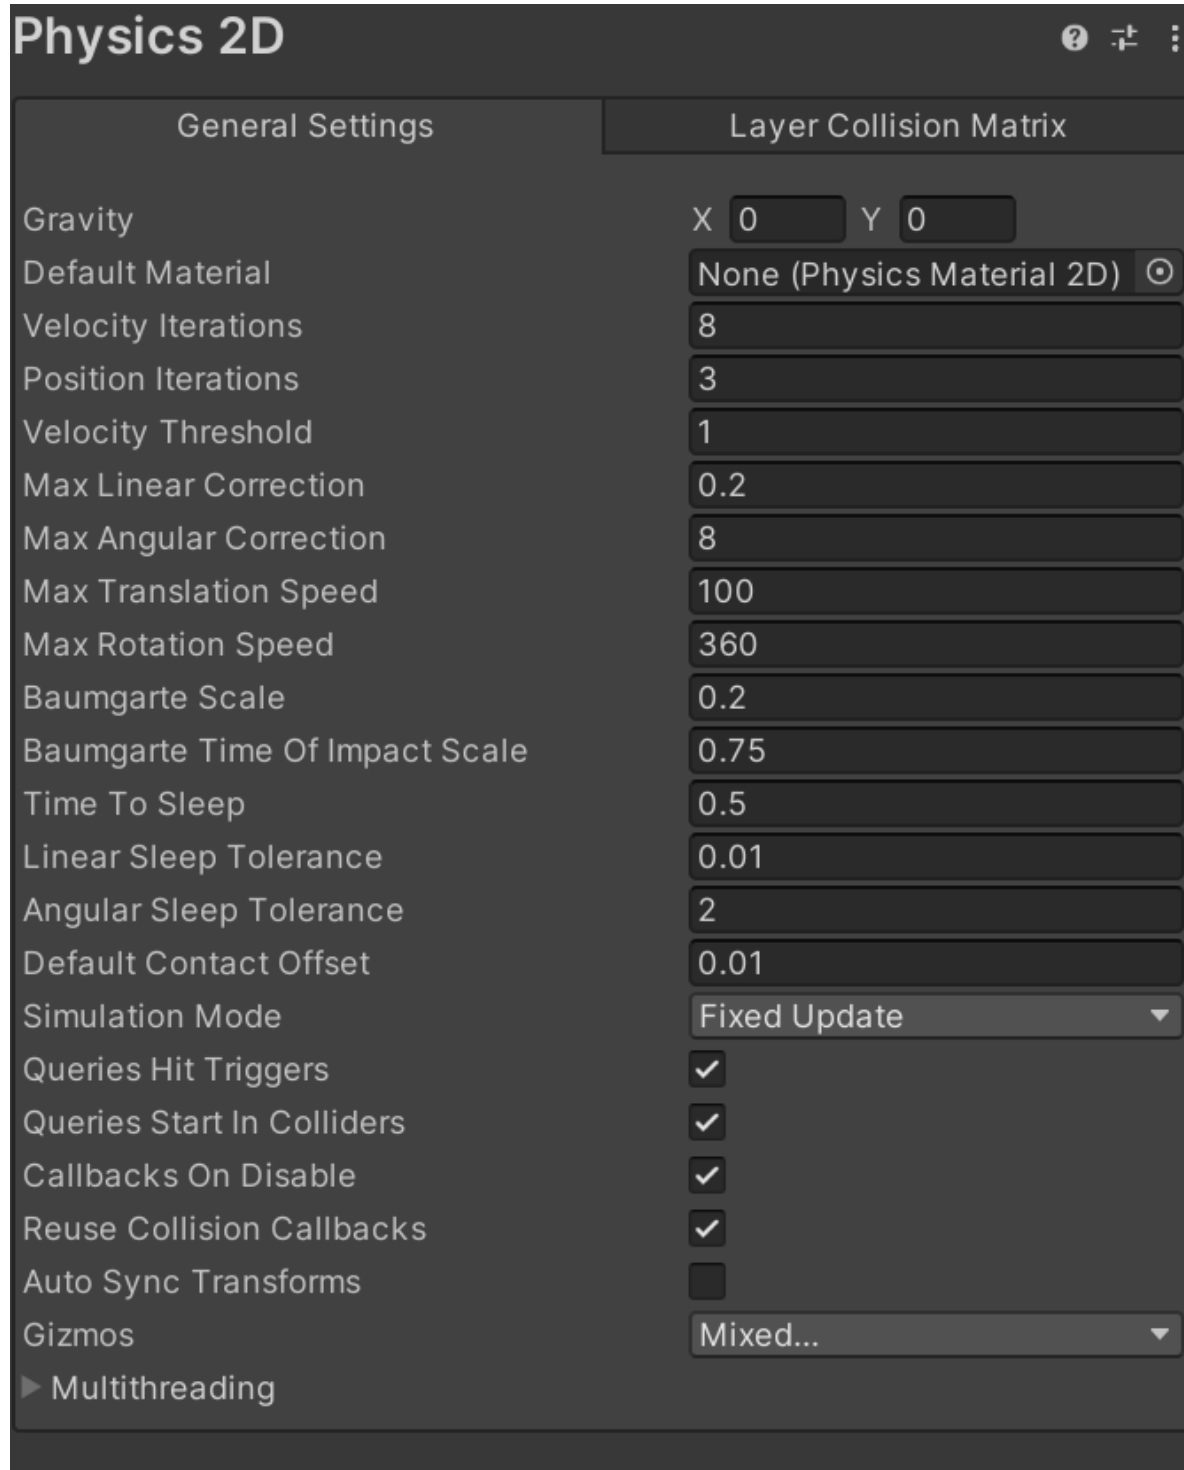 Physics 2D
General Settings Layer Collision Matrix
Gravity X 0 Y 0
Default Material None (Physics Material 2D)
Velocity Iterations 8
Position Iterations 3
Velocity Threshold 1
Max Linear Correction 0.2
Max Angular Correction 8
Max Translation Speed 100
Max Rotation Speed 360
Baumgarte Scale 0.2
Baumgarte Time Of Impact Scale 0.75
Time To Sleep 0.5
Linear Sleep Tolerance 0.01
Angular Sleep Tolerance 2
Default Contact Offset 0.01
Simulation Mode Fixed Update
Queries Hit Triggers
Queries Start In Colliders
Callbacks On Disable
Reuse Collision Callbacks
Auto Sync Transforms
Gizmos Mixed...
Multithreading